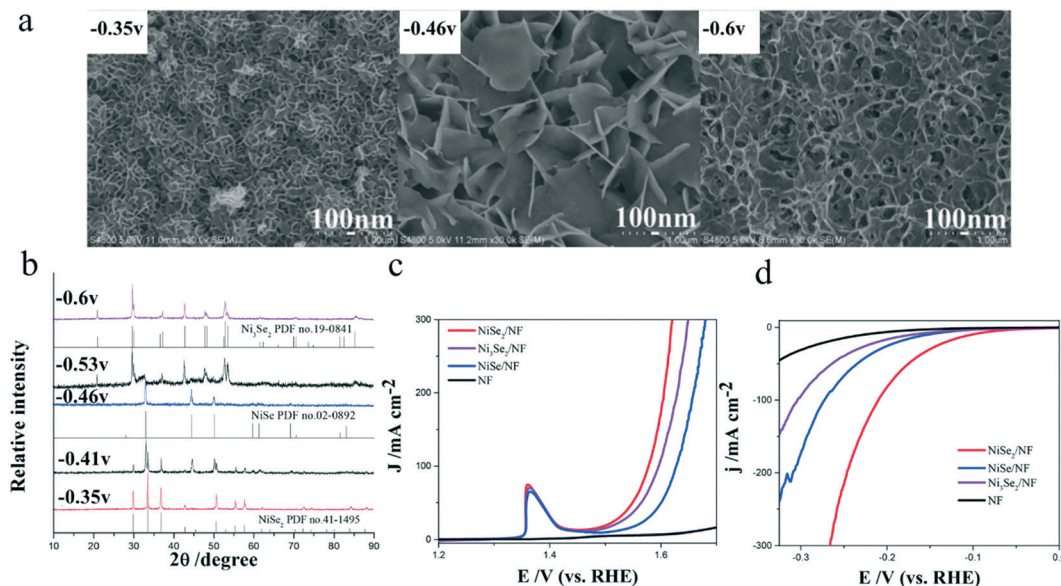 a
-0.35v
-0.46v
-0.6v
100nm
100nm
100nm
S4800 5.0kV 11.0mm x30.0k SE(M)
1.00um
S4800 5.0kV 11.2mm x30.0k SE(M)
1.00um
S4800 5.0kV 8.6mm x30.0k SE(M)
1.00um
b
Relative intensity
-0.6v
Ni₃Se₂ PDF no.19-0841
-0.53v
-0.46v
NiSe PDF no.02-0892
-0.41v
-0.35v
NiSe₂ PDF no.41-1495
10 20 30 40 50 60 70 80 90
2θ /degree
c
J /mA cm⁻²
300
200
100
50
0
NiSe₂/NF
Ni₃Se₂/NF
NiSe/NF
NF
1.2 1.4 1.6
E /V (vs. RHE)
d
j /mA cm⁻²
0
-100
-200
-300
NiSe₂/NF
NiSe/NF
Ni₃Se₂/NF
NF
-0.3 -0.2 -0.1 0.0
E /V (vs. RHE)